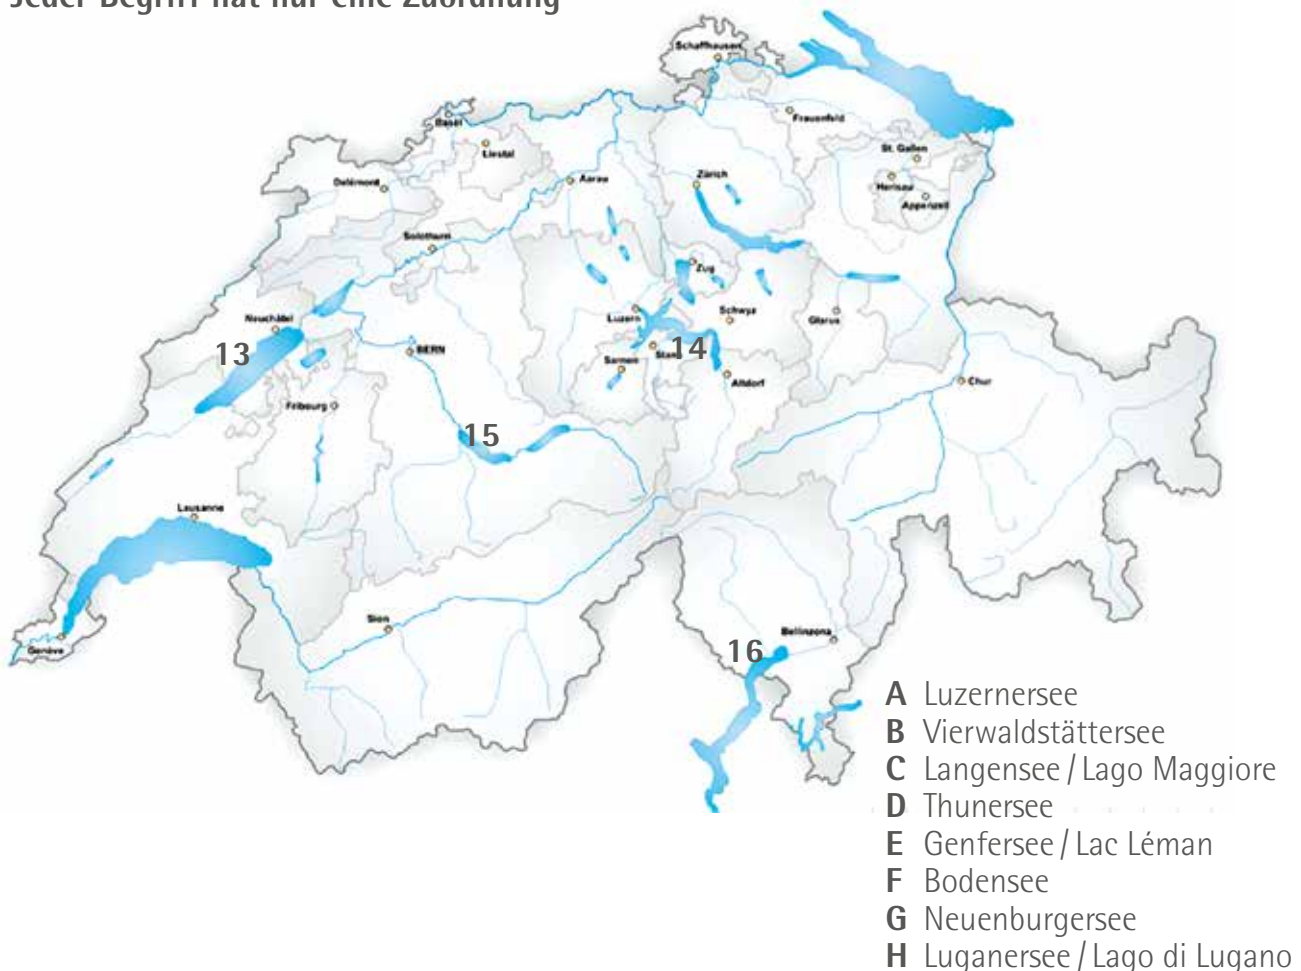 Jeder Begriff hat nur eine Zuordnung
Schaffhausen
Basel
Frauenfeld
Liestal
St. Gallen
Delémont
Aarau
Zürich
Herisau
Appenzell
Solothurn
Zug
Neuchâtel
Luzern
Schwyz
Glarus
13
BERN
Stans
14
Sarnen
Altdorf
Chur
Fribourg
15
Lausanne
Sion
Bellinzona
Genève
16
A Luzernersee
B Vierwaldstättersee
C Langensee / Lago Maggiore
D Thunersee
E Genfersee / Lac Léman
F Bodensee
G Neuenburgersee
H Luganersee / Lago di Lugano